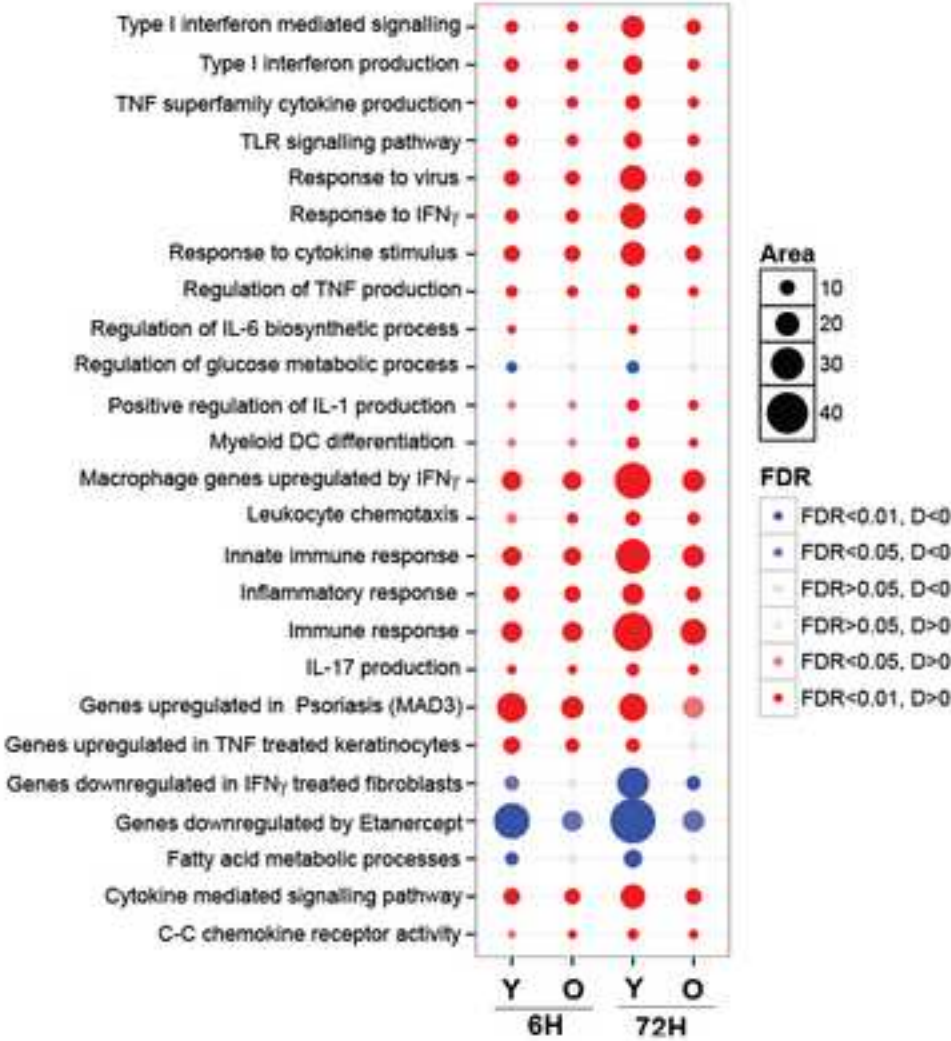 Type I interferon mediated signalling
Type I interferon production
TNF superfamily cytokine production
TLR signalling pathway
Response to virus
Response to IFNγ
Response to cytokine stimulus
Regulation of TNF production
Regulation of IL-6 biosynthetic process
Regulation of glucose metabolic process
Positive regulation of IL-1 production
Myeloid DC differentiation
Macrophage genes upregulated by IFNγ
Leukocyte chemotaxis
Innate immune response
Inflammatory response
Immune response
IL-17 production
Genes upregulated in Psoriasis (MAD3)
Genes upregulated in TNF treated keratinocytes
Genes downregulated in IFNγ treated fibroblasts
Genes downregulated by Etanercept
Fatty acid metabolic processes
Cytokine mediated signalling pathway
C-C chemokine receptor activity
Y O Y O
6H 72H
Area
10
20
30
40
FDR
FDR<0.01, D<0
FDR<0.05, D<0
FDR>0.05, D<0
FDR>0.05, D>0
FDR<0.05, D>0
FDR<0.01, D>0